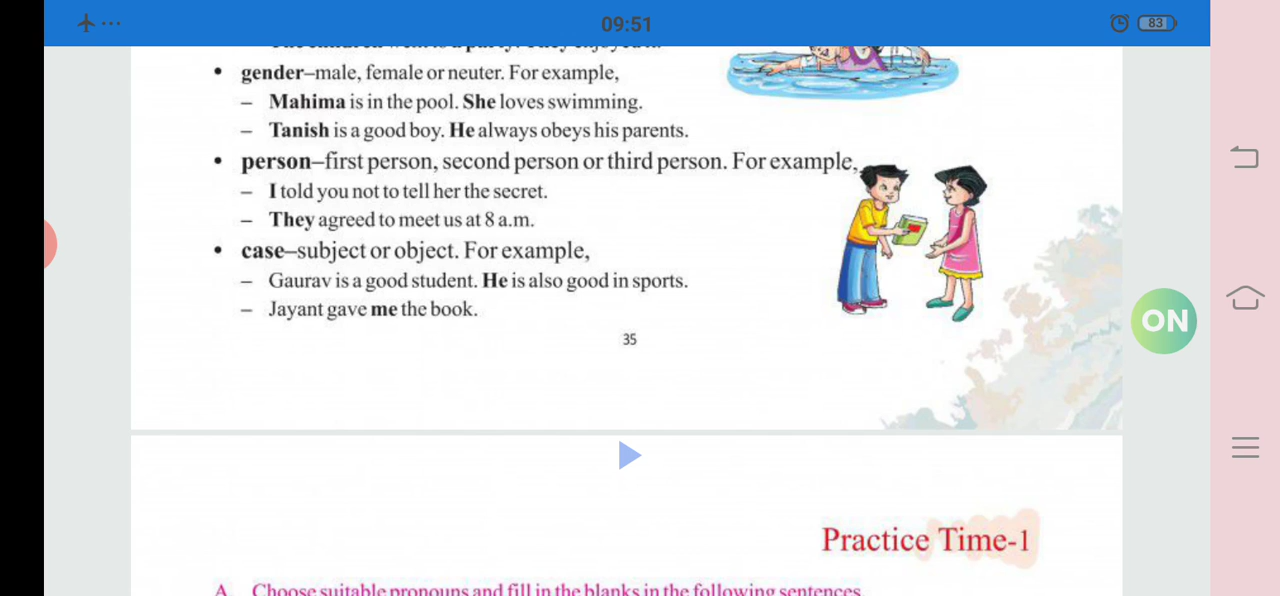 09:51
83
gender–male, female or neuter. For example,
– Mahima is in the pool. She loves swimming.
– Tanish is a good boy. He always obeys his parents.
• person–first person, second person or third person. For example,
– I told you not to tell her the secret.
– They agreed to meet us at 8 a.m.
• case–subject or object. For example,
– Gaurav is a good student. He is also good in sports.
– Jayant gave me the book.
35
ON
Practice Time-1
A Choose suitable pronouns and fill in the blanks in the following sentences